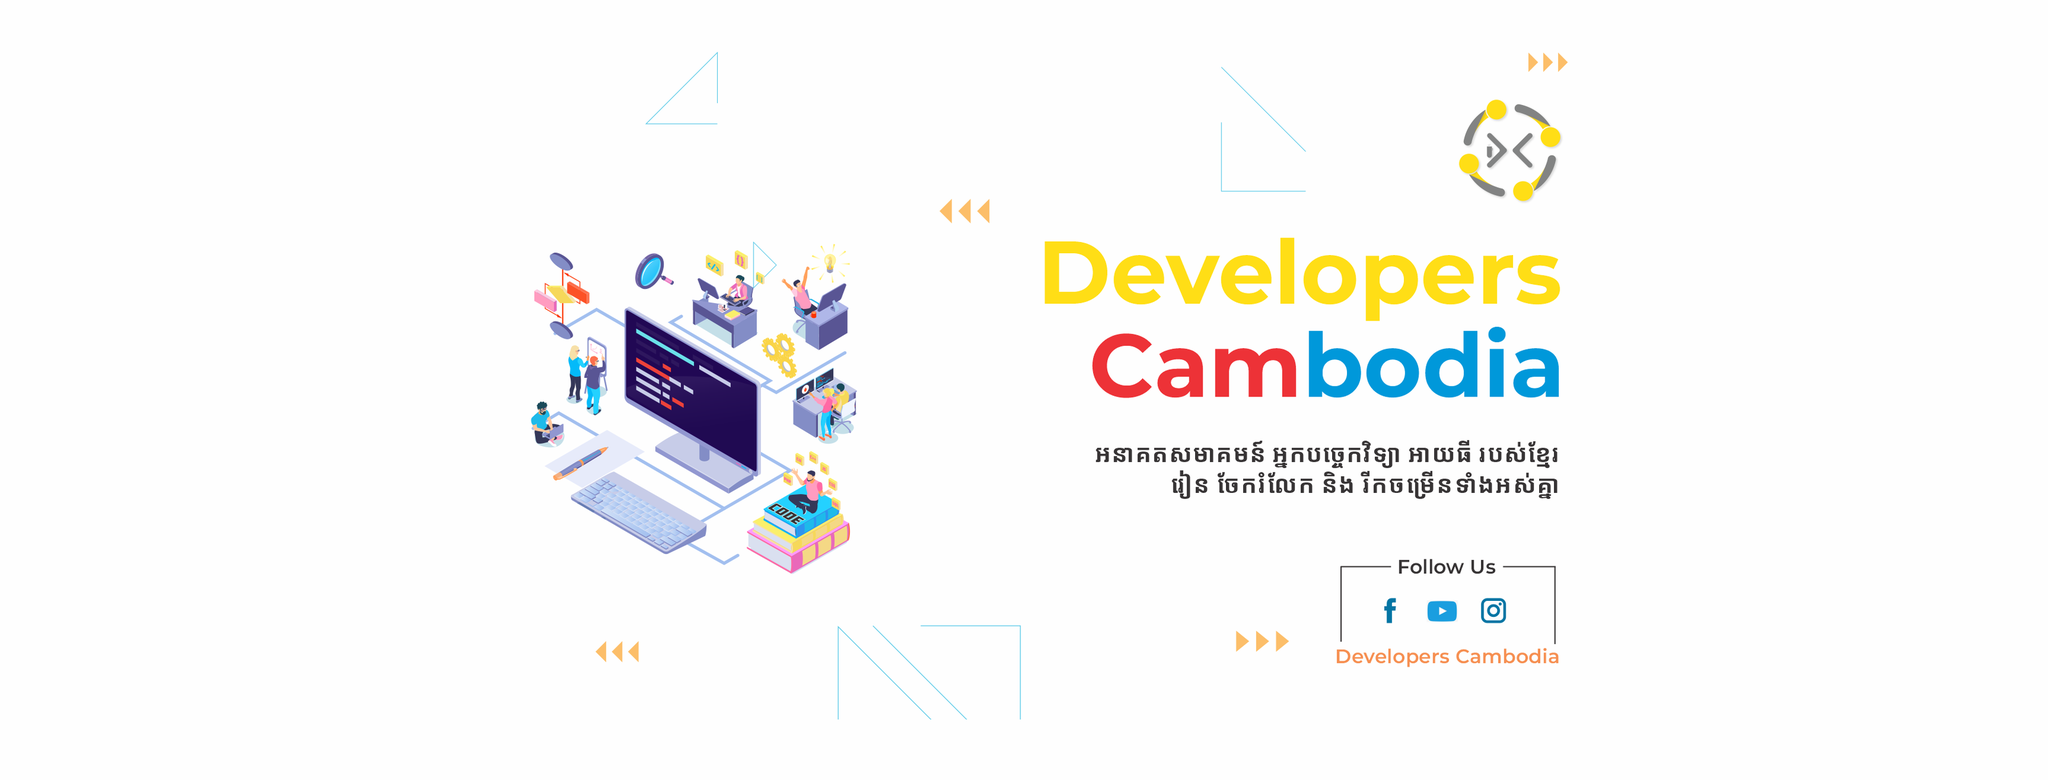 Developers
Cambodia
អនាគតសមាគមន៍ អ្នកបច្ចេកវិទ្យា អាយធី របស់ខ្មែរ
រៀន ចែករំលែក និង រីកចម្រើនទាំងអស់គ្នា
CODE
Follow Us
Developers Cambodia